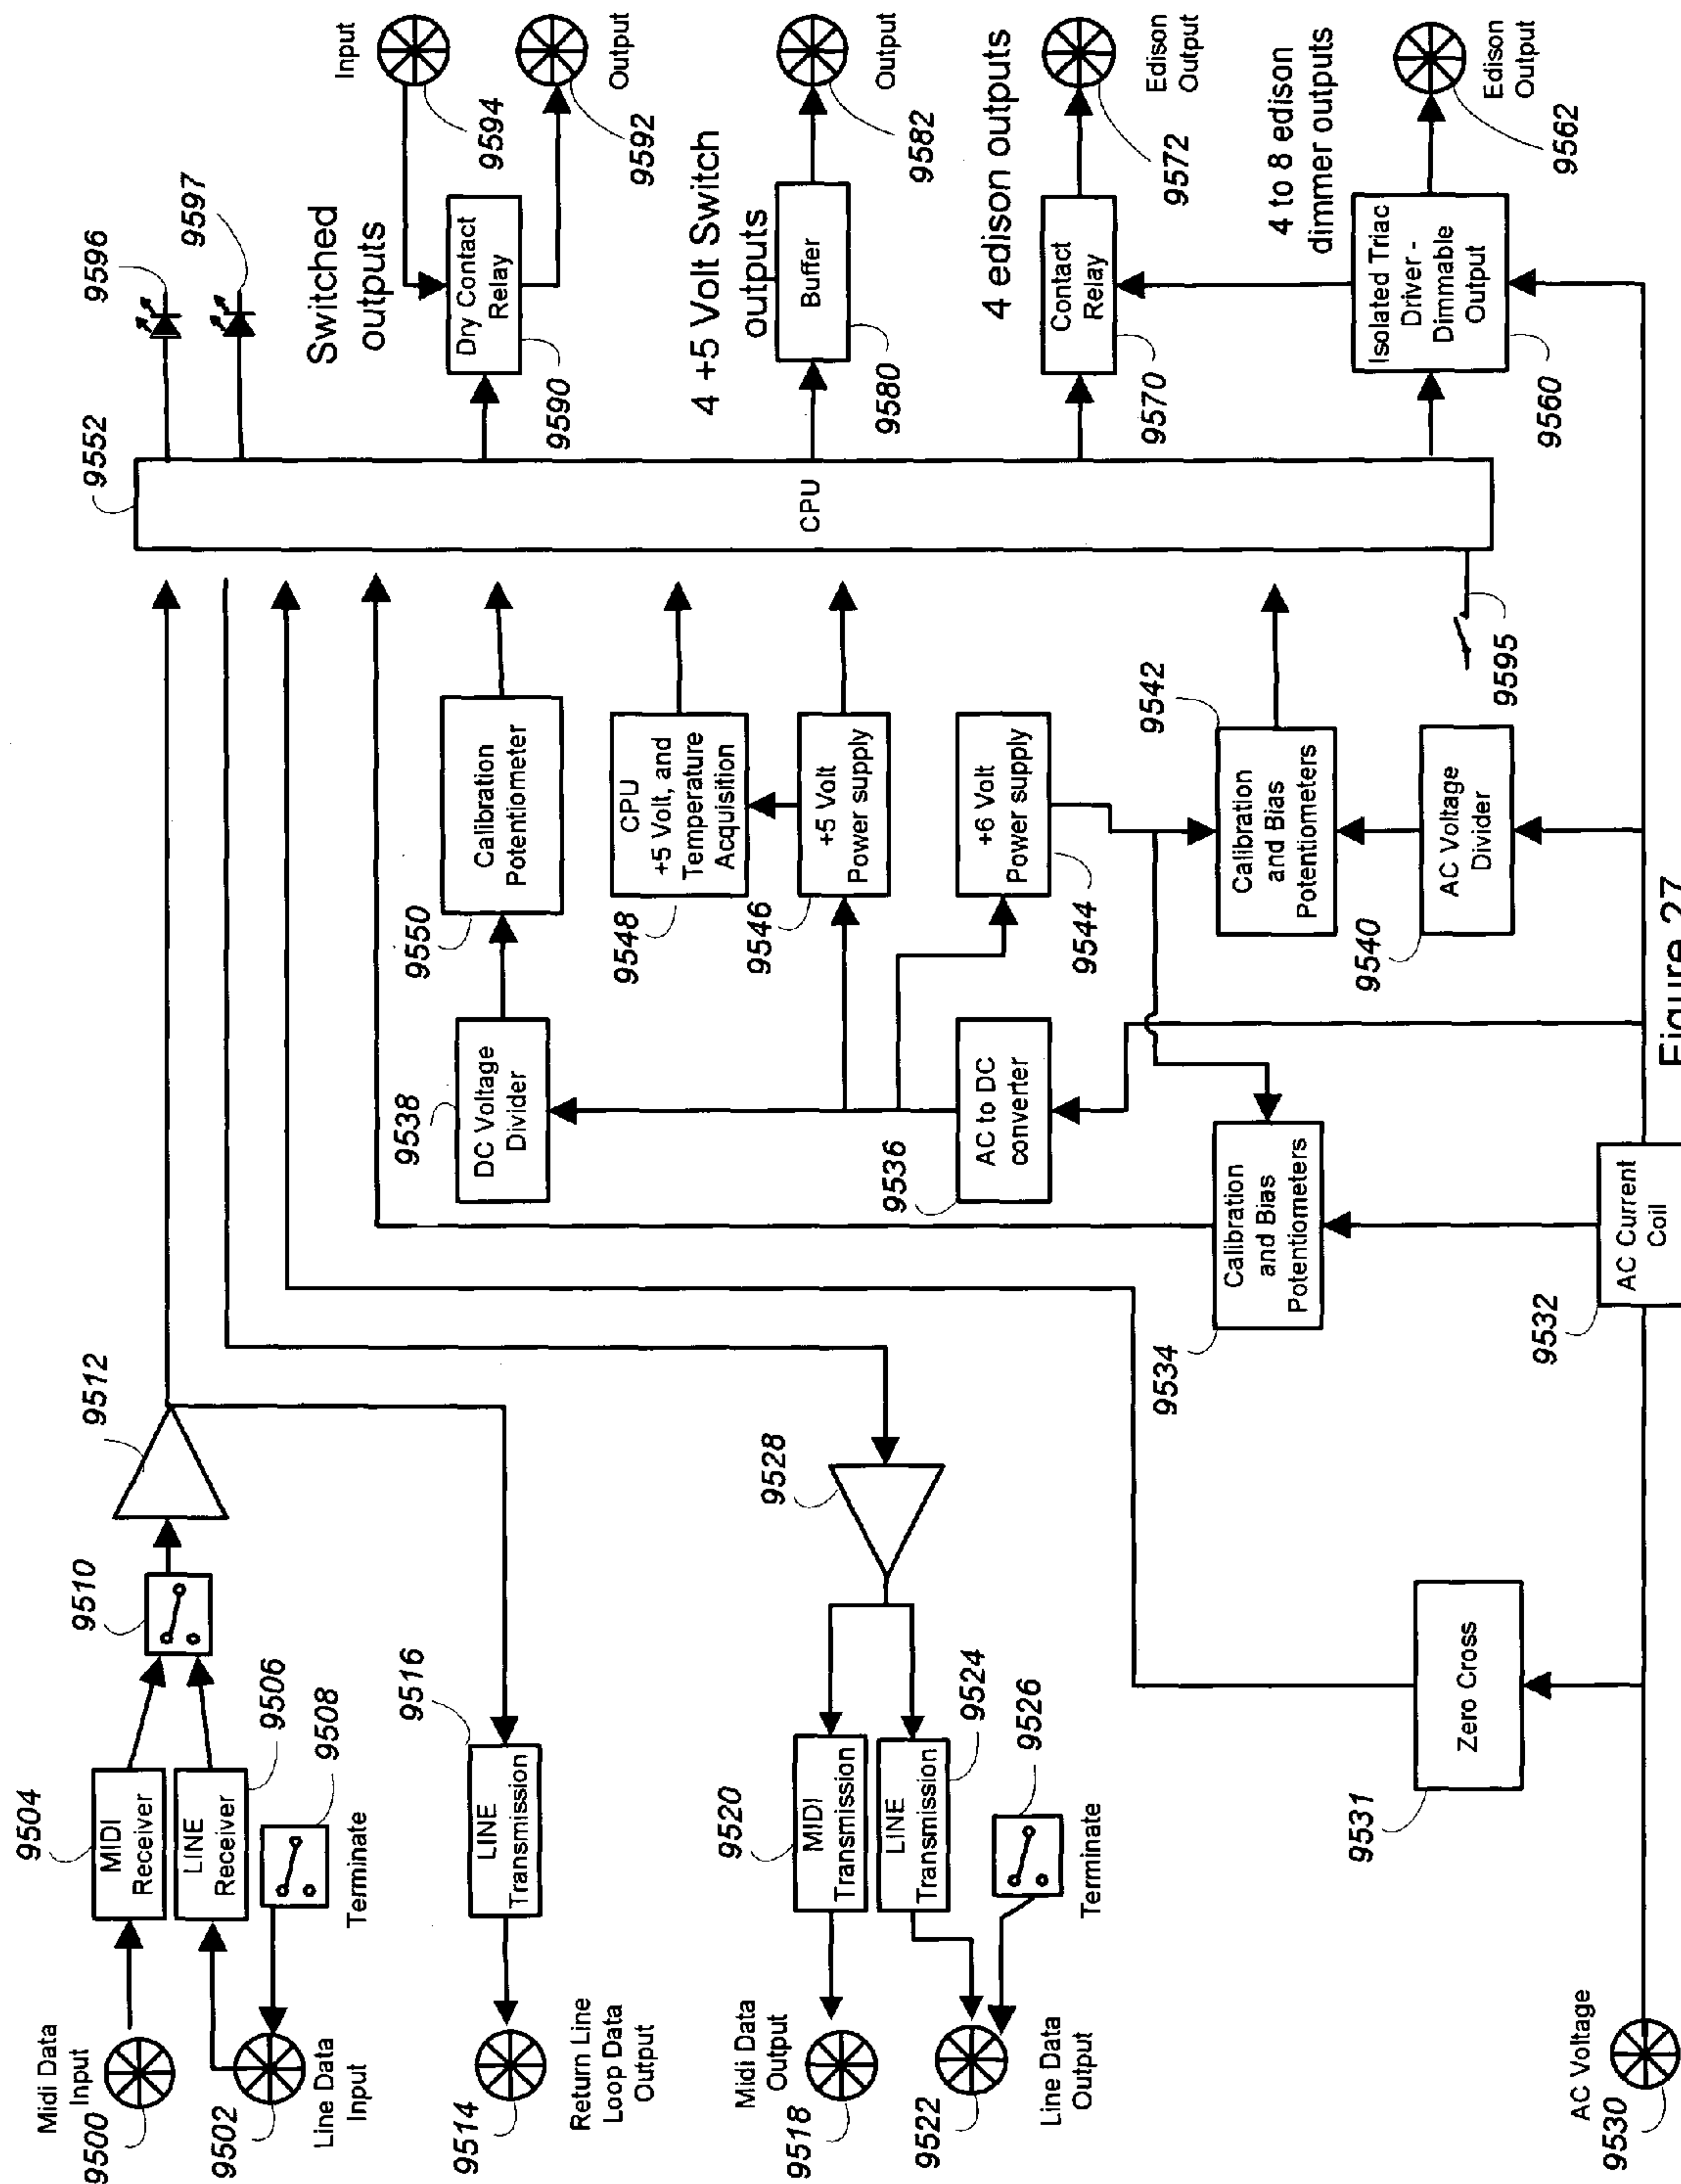 Midi Data
Input
9500
9504
MIDI
Receiver
9510
9512
9502
Line Data
Input
LINE
Receiver
9506
9508
Terminate
9514
Return Line
Loop Data
Output
LINE
Transmission
9516
9518
Midi Data
Output
9520
MIDI
Transmission
9528
9522
Line Data
Output
LINE
Transmission
9524
9526
Terminate
AC Voltage
9530
9531
Zero Cross
9532
AC Current
Coil
9534
Calibration
and Bias
Potentiometers
9536
AC to DC
converter
9538
DC Voltage
Divider
9550
Calibration
Potentiometer
9548
CPU
+5 Volt, and
Temperature
Acquisition
9546
+5 Volt
Power supply
9544
+6 Volt
Power supply
9542
Calibration
and Bias
Potentiometers
9540
AC Voltage
Divider
9595
9552
CPU
9596
9597
Switched
outputs
Dry Contact
Relay
9590
Input
9594
Output
9592
4 +5 Volt Switch
outputs
Buffer
9580
Output
9582
4 edison outputs
Contact
Relay
9570
Edison
Output
9572
4 to 8 edison
dimmer outputs
Isolated Triac
Driver -
Dimmable
Output
9560
Edison
Output
9562
Figure 27